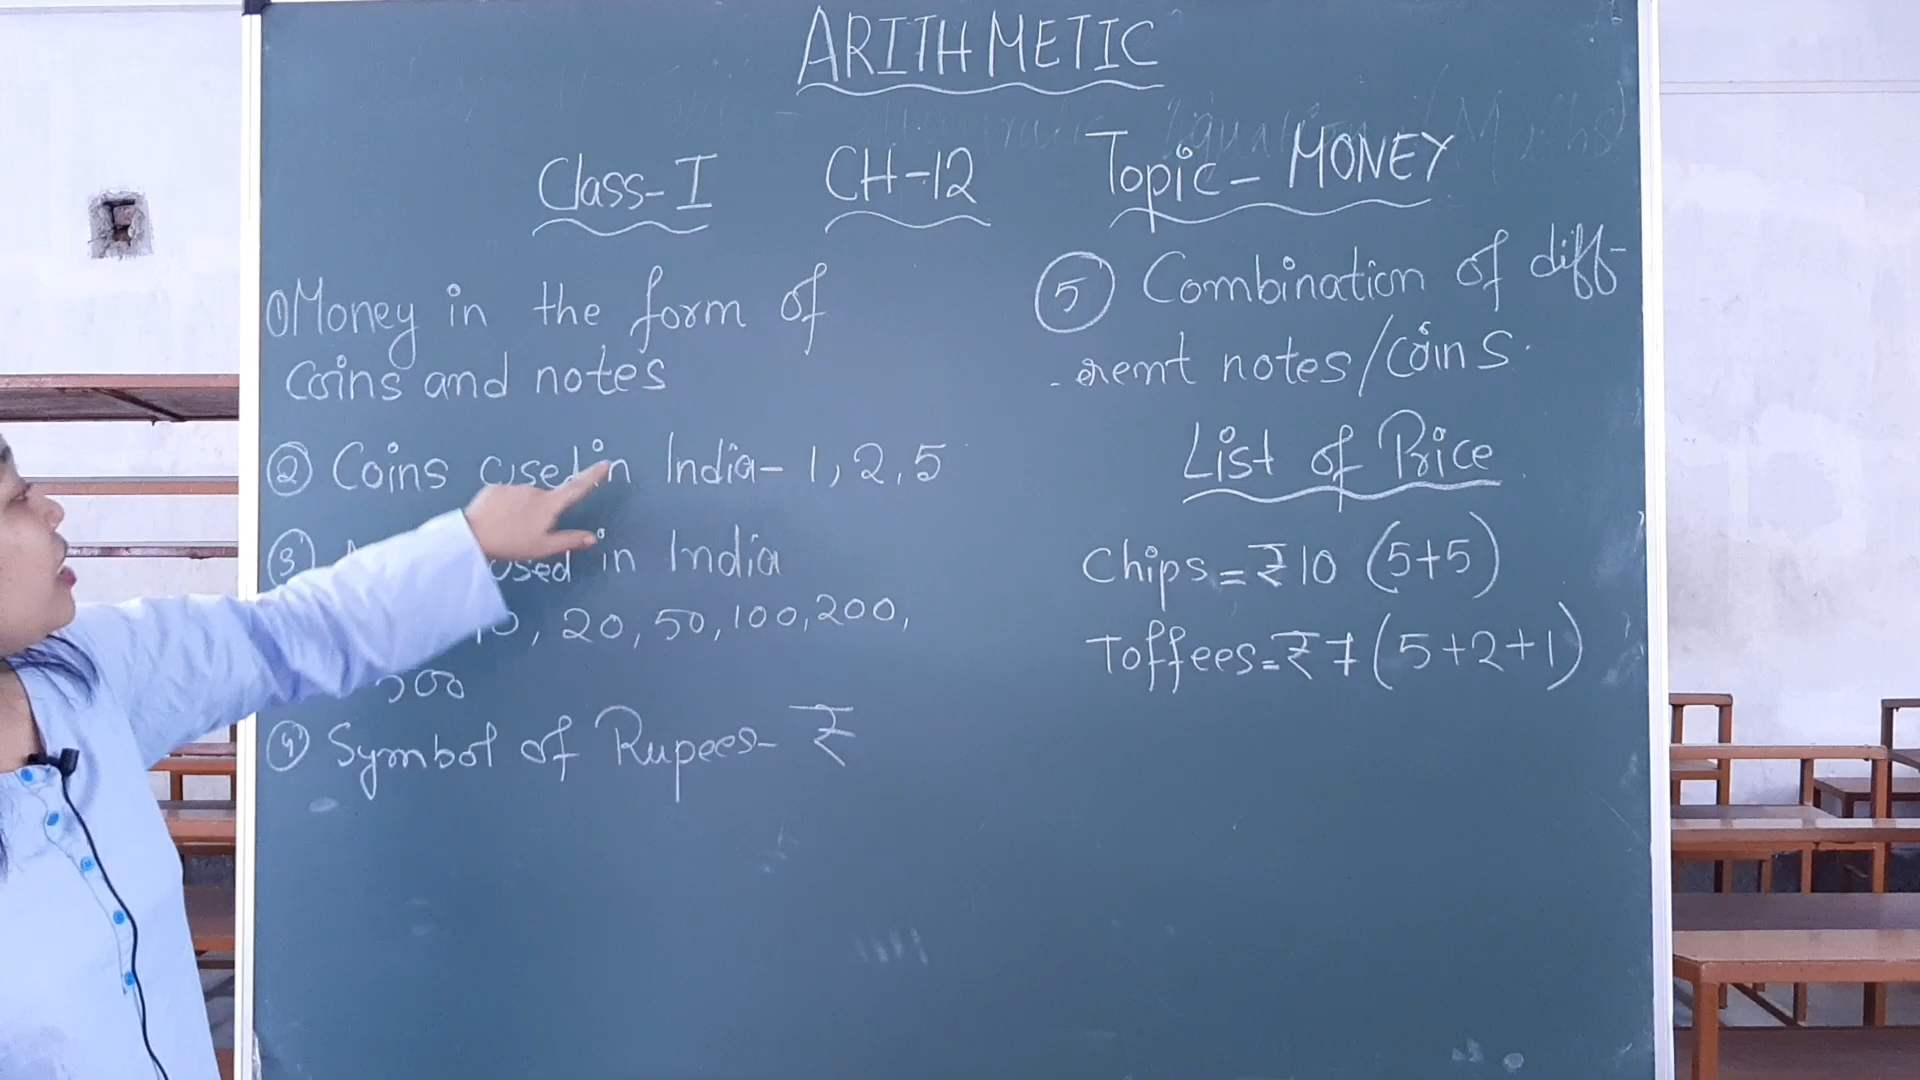 ARITHMETIC
Class-I CH-12 Topic- MONEY
① Money in the form of
coins and notes
② Coins used in India- 1, 2, 5
③ used in India
10, 20, 50, 100, 200,
500
④ Symbol of Rupees- ₹
⑤ Combination of diff-
-erent notes/coins.
List of Price
Chips = ₹10 (5+5)
Toffees = ₹7 (5+2+1)